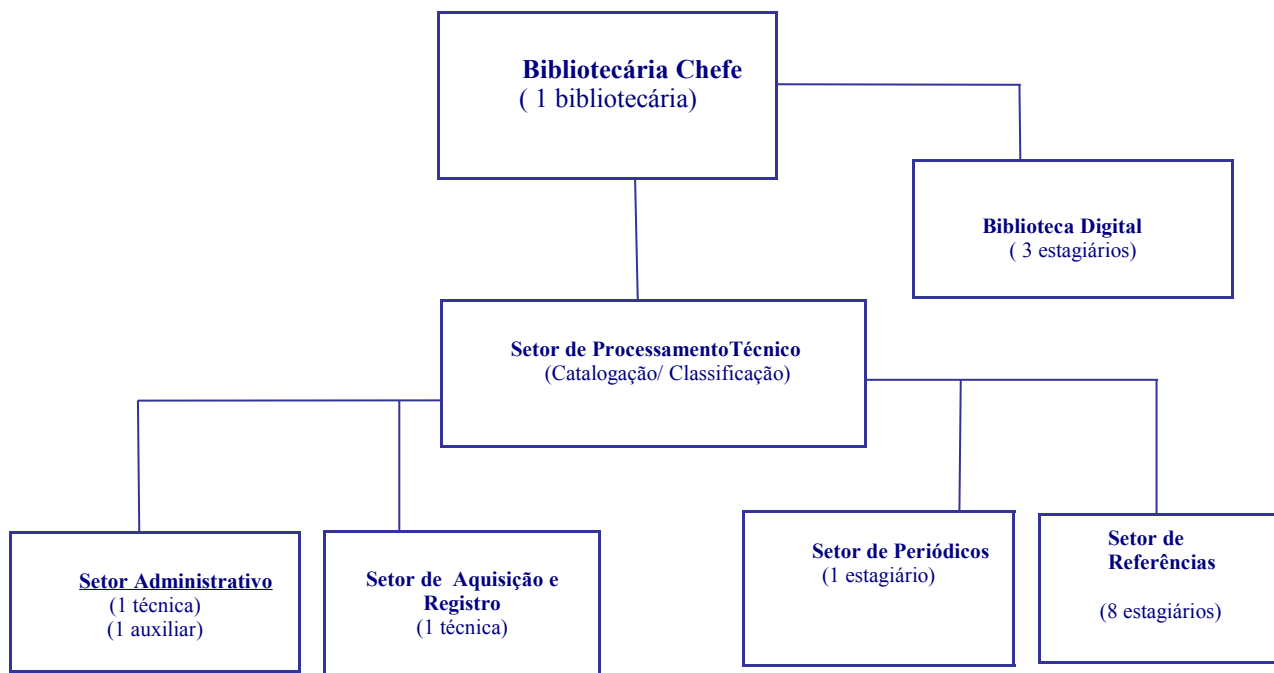 Bibliotecária Chefe
( 1 bibliotecária)
Biblioteca Digital
( 3 estagiários)
Setor de ProcessamentoTécnico
(Catalogação/ Classificação)
Setor Administrativo
(1 técnica)
(1 auxiliar)
Setor de Aquisição e
Registro
(1 técnica)
Setor de Periódicos
(1 estagiário)
Setor de
Referências
(8 estagiários)